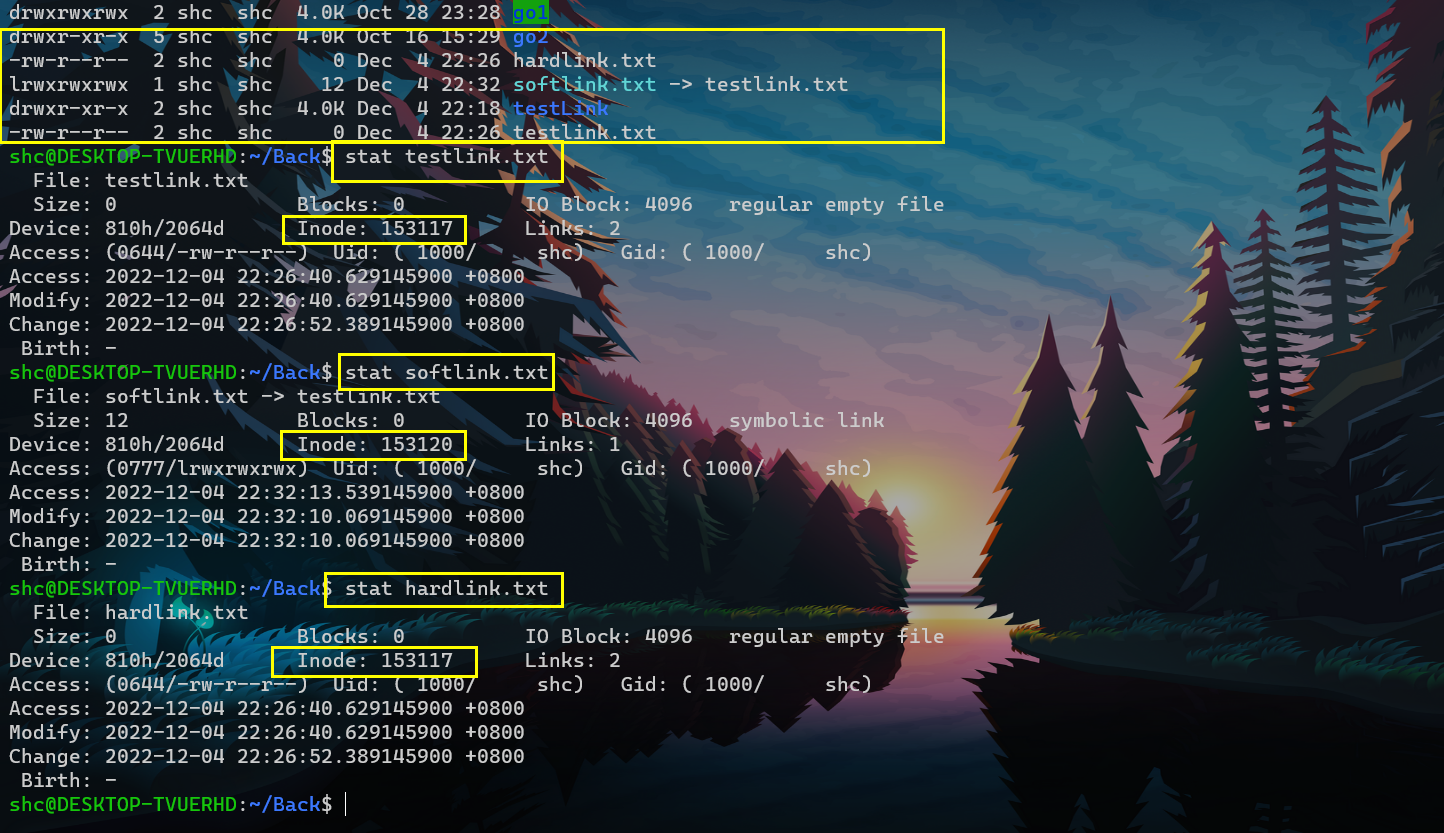 drwxrwxrwx  2 shc  shc  4.0K Oct 28 23:28 go1
drwxr-xr-x  5 shc  shc  4.0K Oct 16 15:29 go2
-rw-r--r--  2 shc  shc     0 Dec  4 22:26 hardlink.txt
lrwxrwxrwx  1 shc  shc    12 Dec  4 22:32 softlink.txt -> testlink.txt
drwxr-xr-x  2 shc  shc  4.0K Dec  4 22:18 testLink
-rw-r--r--  2 shc  shc     0 Dec  4 22:26 testlink.txt
shc@DESKTOP-TVUERHD:~/Back$ stat testlink.txt
  File: testlink.txt
  Size: 0               Blocks: 0          IO Block: 4096   regular empty file
Device: 810h/2064d      Inode: 153117      Links: 2
Access: (0644/-rw-r--r--)  Uid: ( 1000/     shc)   Gid: ( 1000/     shc)
Access: 2022-12-04 22:26:40.629145900 +0800
Modify: 2022-12-04 22:26:40.629145900 +0800
Change: 2022-12-04 22:26:52.389145900 +0800
 Birth: -
shc@DESKTOP-TVUERHD:~/Back$ stat softlink.txt
  File: softlink.txt -> testlink.txt
  Size: 12              Blocks: 0          IO Block: 4096   symbolic link
Device: 810h/2064d      Inode: 153120      Links: 1
Access: (0777/lrwxrwxrwx)  Uid: ( 1000/     shc)   Gid: ( 1000/     shc)
Access: 2022-12-04 22:32:13.539145900 +0800
Modify: 2022-12-04 22:32:10.069145900 +0800
Change: 2022-12-04 22:32:10.069145900 +0800
 Birth: -
shc@DESKTOP-TVUERHD:~/Back$ stat hardlink.txt
  File: hardlink.txt
  Size: 0               Blocks: 0          IO Block: 4096   regular empty file
Device: 810h/2064d      Inode: 153117      Links: 2
Access: (0644/-rw-r--r--)  Uid: ( 1000/     shc)   Gid: ( 1000/     shc)
Access: 2022-12-04 22:26:40.629145900 +0800
Modify: 2022-12-04 22:26:40.629145900 +0800
Change: 2022-12-04 22:26:52.389145900 +0800
 Birth: -
shc@DESKTOP-TVUERHD:~/Back$